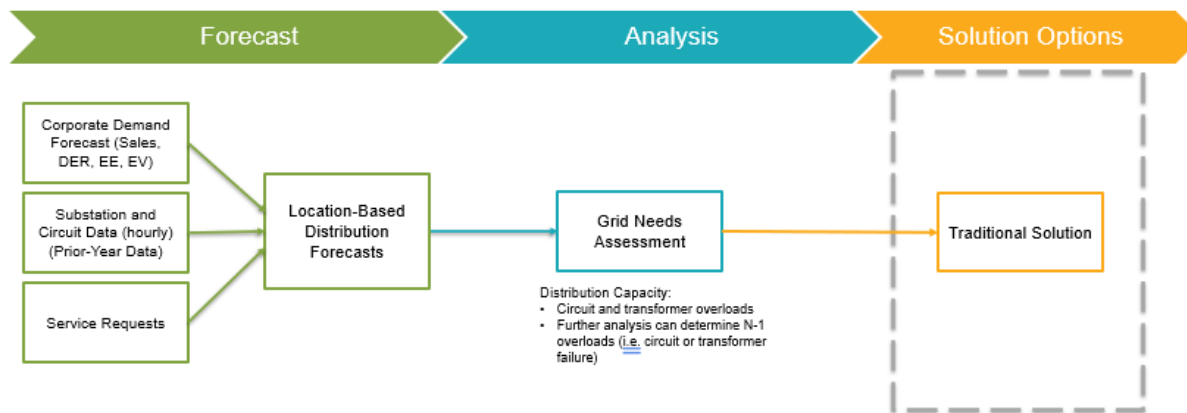 Forecast
Analysis
Solution Options
Corporate Demand
Forecast (Sales,
DER, EE, EV)
Substation and
Circuit Data (hourly)
(Prior-Year Data)
Service Requests
Location-Based
Distribution
Forecasts
Grid Needs
Assessment
Distribution Capacity:
• Circuit and transformer overloads
• Further analysis can determine N-1
overloads (i.e. circuit or transformer
failure)
Traditional Solution